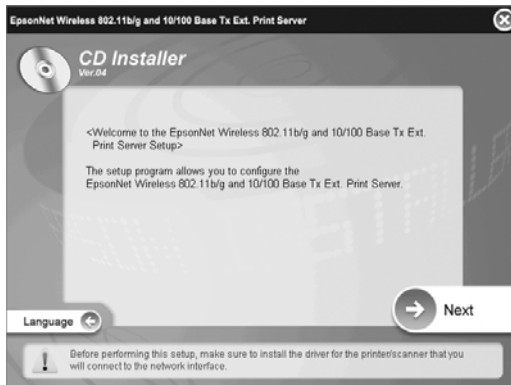 EpsonNet Wireless 802.11b/g and 10/100 Base Tx Ext. Print Server
CD Installer
Ver.04
<Welcome to the EpsonNet Wireless 802.11b/g and 10/100 Base Tx Ext.
Print Server Setup>
The setup program allows you to configure the
EpsonNet Wireless 802.11b/g and 10/100 Base Tx Ext. Print Server.
Next
Language
Before performing this setup, make sure to install the driver for the printer/scanner that you
will connect to the network interface.